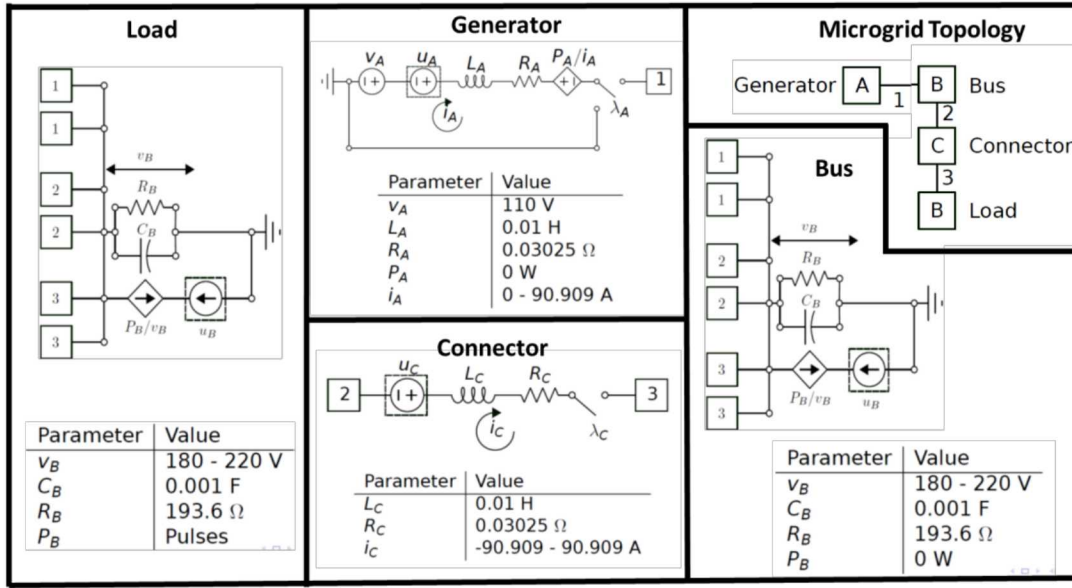 Load
1
1
2
2
3
3
v_B
R_B
C_B
P_B/v_B
u_B
Parameter Value
v_B 180 - 220 V
C_B 0.001 F
R_B 193.6 Ω
P_B Pulses
Generator
v_A u_A L_A R_A P_A/i_A
1
i_A
λ_A
Parameter Value
v_A 110 V
L_A 0.01 H
R_A 0.03025 Ω
P_A 0 W
i_A 0 - 90.909 A
Connector
u_C L_C R_C
2 3
i_C
λ_C
Parameter Value
L_C 0.01 H
R_C 0.03025 Ω
i_C -90.909 - 90.909 A
Microgrid Topology
Generator A 1 B Bus
2
C Connector
3
B Load
Bus
1
1
2
2
3
3
v_B
R_B
C_B
P_B/v_B
u_B
Parameter Value
v_B 180 - 220 V
C_B 0.001 F
R_B 193.6 Ω
P_B 0 W